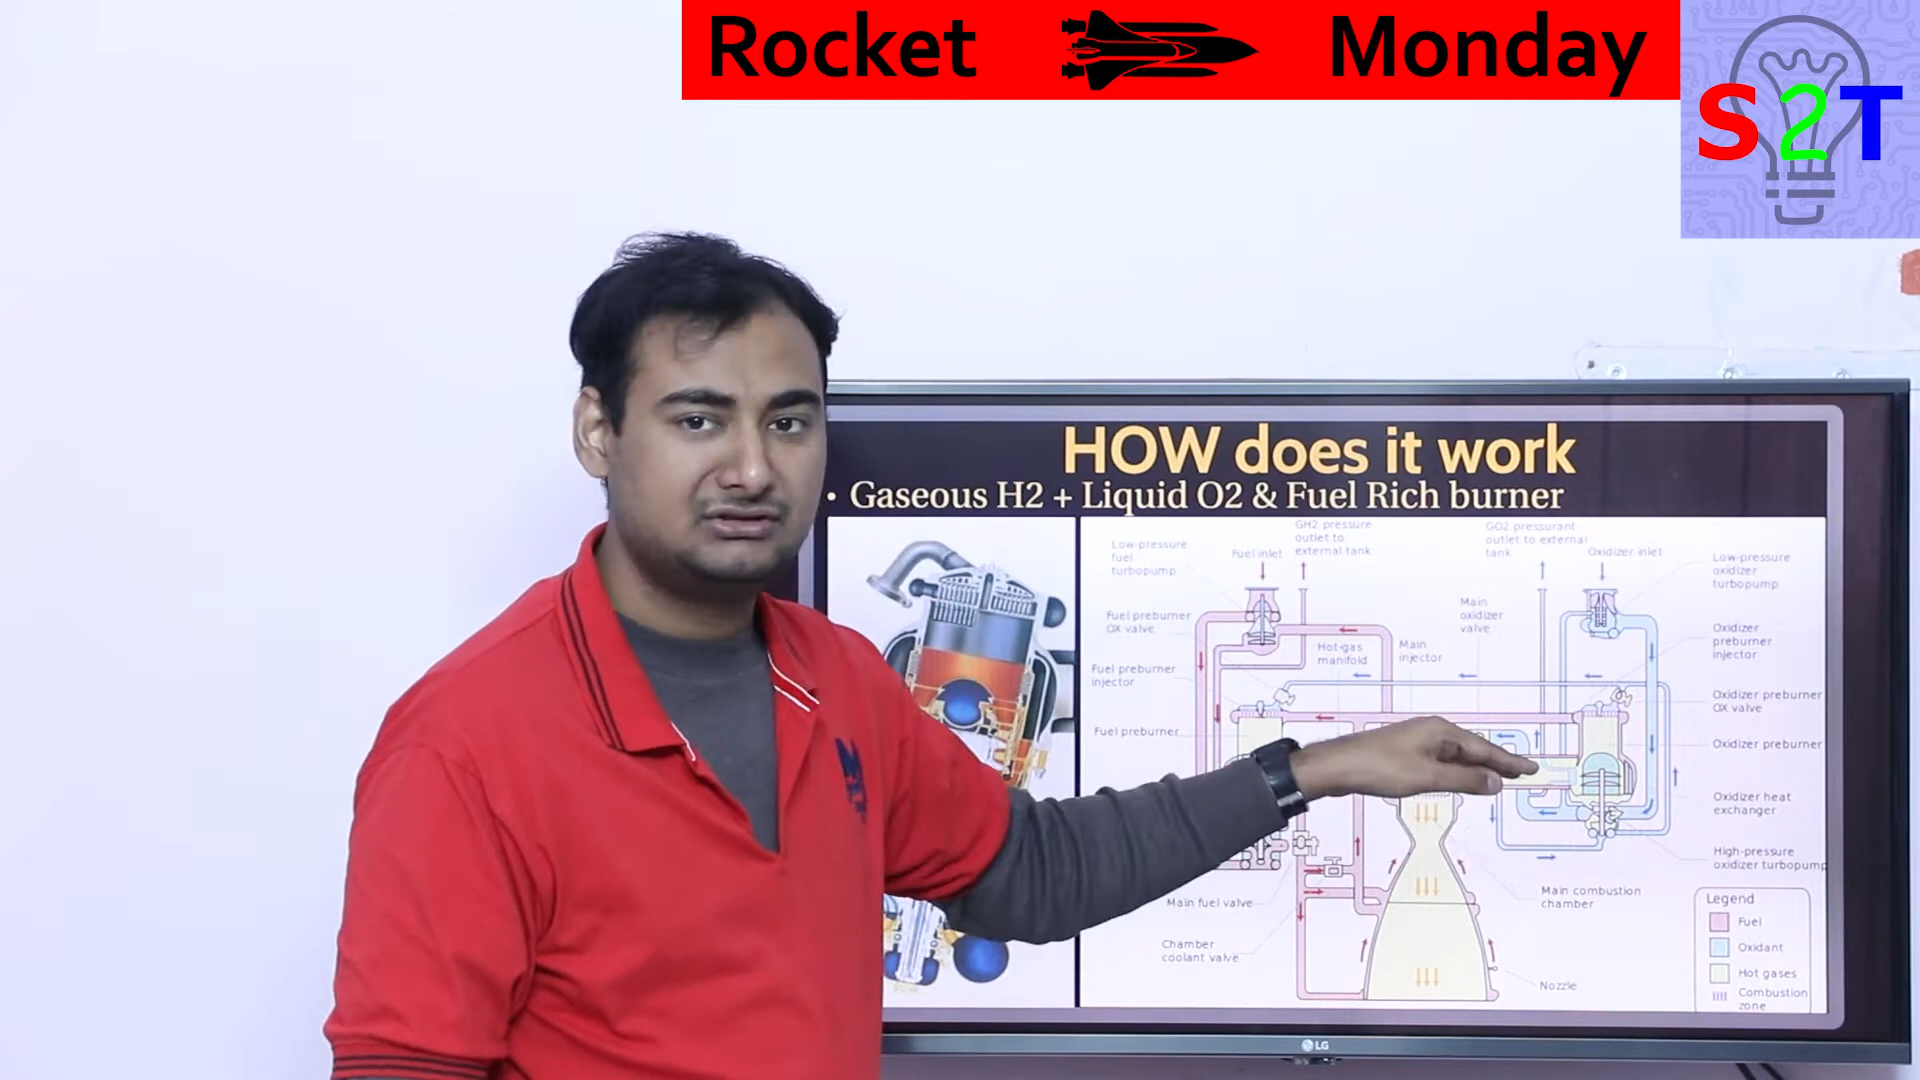 Rocket Monday
S2T
HOW does it work
• Gaseous H2 + Liquid O2 & Fuel Rich burner
GH2 pressure
outlet to
external tank
GO2 pressurant
outlet to external
tank
Low-pressure
fuel
turbopump
Fuel inlet
Oxidizer inlet
Low-pressure
oxidizer
turbopump
Fuel preburner
OX valve
Main
oxidizer
valve
Oxidizer
preburner
injector
Hot-gas
manifold
Main
injector
Fuel preburner
injector
Oxidizer preburner
OX valve
Fuel preburner
Oxidizer preburner
Oxidizer heat
exchanger
High-pressure
oxidizer turbopump
Main fuel valve
Main combustion
chamber
Chamber
coolant valve
Nozzle
Legend
Fuel
Oxidant
Hot gases
Combustion
zone
LG